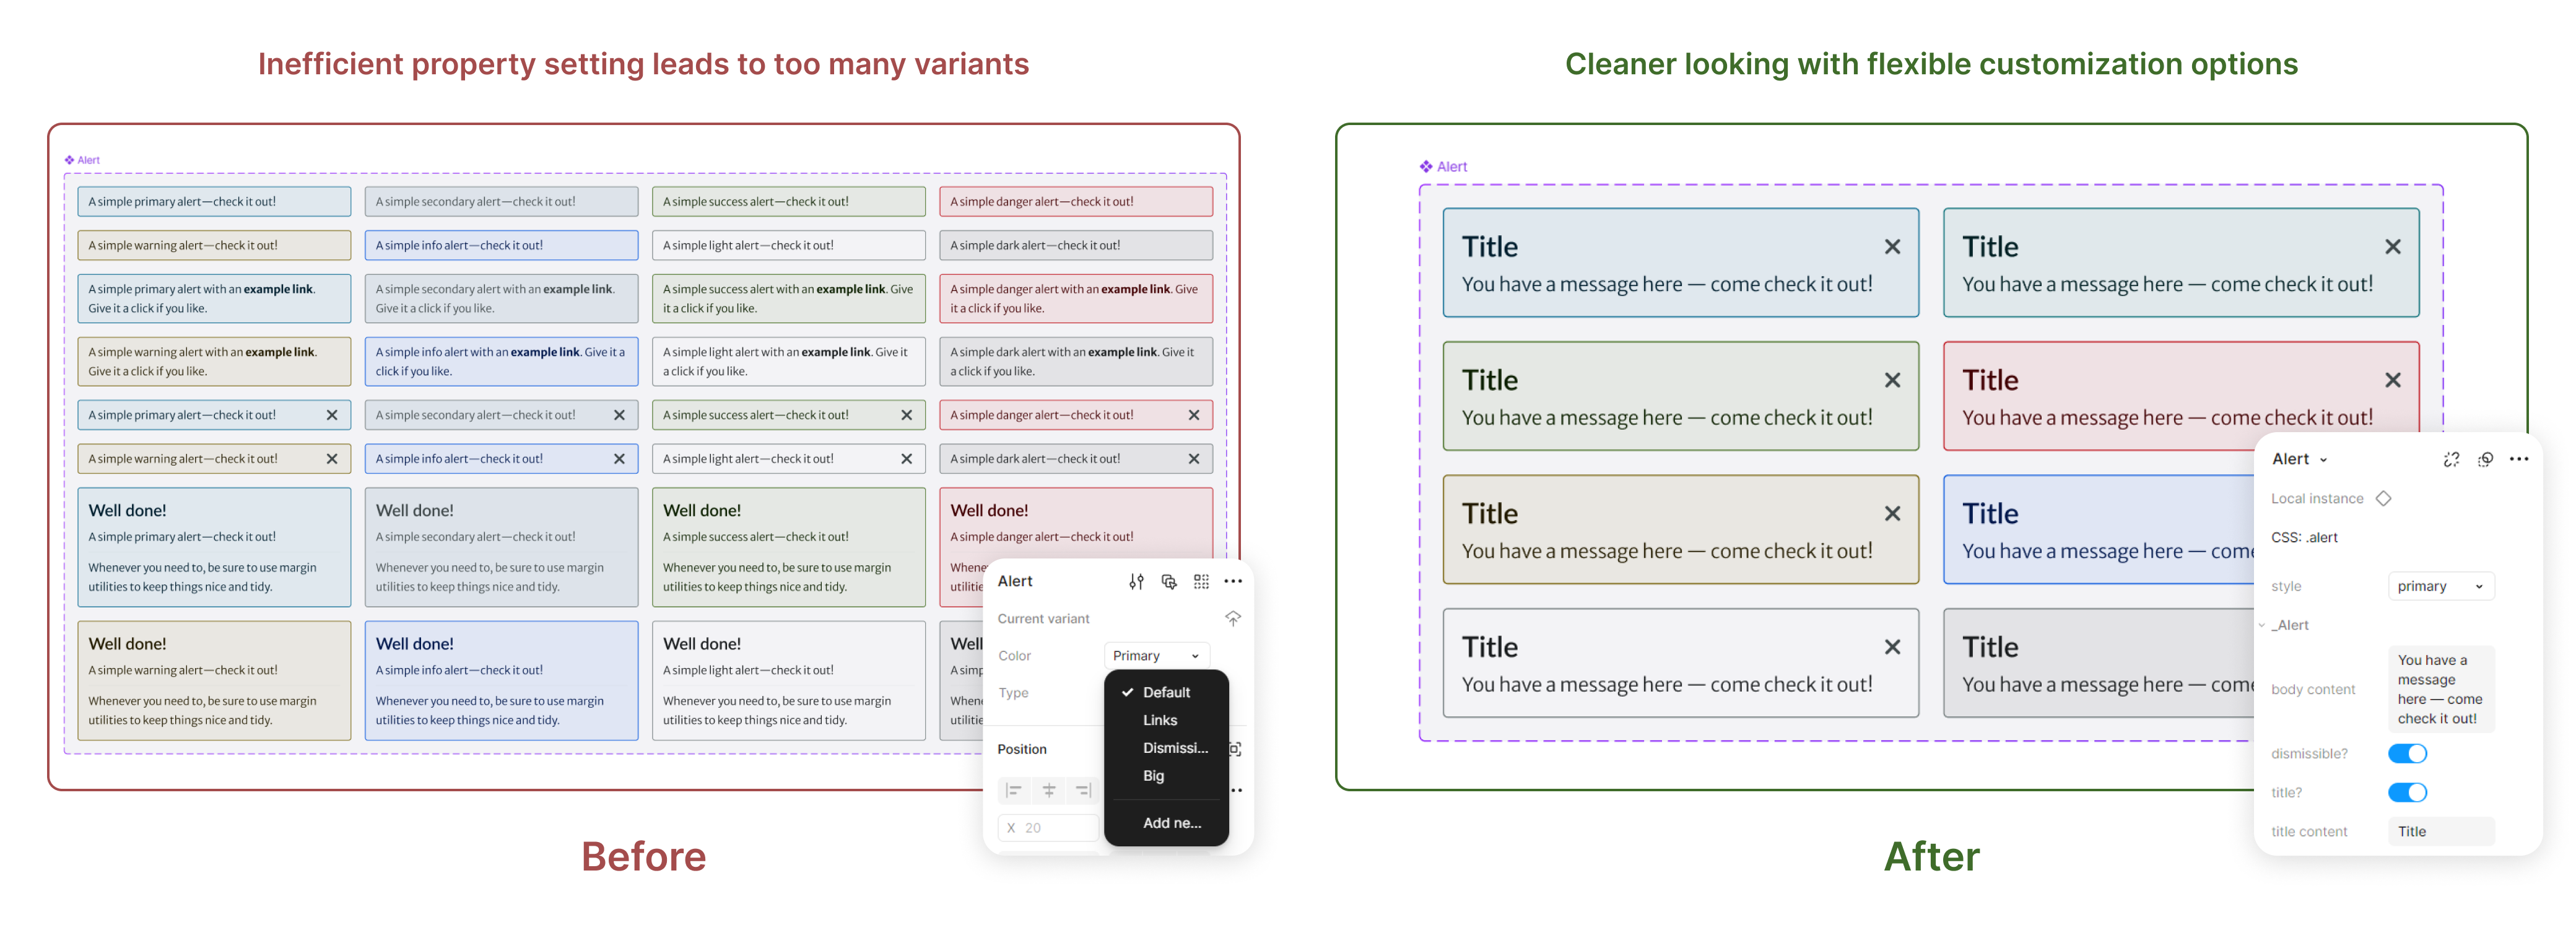 Inefficient property setting leads to too many variants
Alert
A simple primary alert—check it out!
A simple secondary alert—check it out!
A simple success alert—check it out!
A simple danger alert—check it out!
A simple warning alert—check it out!
A simple info alert—check it out!
A simple light alert—check it out!
A simple dark alert—check it out!
A simple primary alert with an example link.
Give it a click if you like.
A simple secondary alert with an example link.
Give it a click if you like.
A simple success alert with an example link. Give
it a click if you like.
A simple danger alert with an example link. Give
it a click if you like.
A simple warning alert with an example link.
Give it a click if you like.
A simple info alert with an example link. Give it a
click if you like.
A simple light alert with an example link. Give it
a click if you like.
A simple dark alert with an example link. Give it
a click if you like.
A simple primary alert—check it out!
A simple secondary alert—check it out!
A simple success alert—check it out!
A simple danger alert—check it out!
A simple warning alert—check it out!
A simple info alert—check it out!
A simple light alert—check it out!
A simple dark alert—check it out!
Well done!
A simple primary alert—check it out!
Whenever you need to, be sure to use margin
utilities to keep things nice and tidy.
Well done!
A simple secondary alert—check it out!
Whenever you need to, be sure to use margin
utilities to keep things nice and tidy.
Well done!
A simple success alert—check it out!
Whenever you need to, be sure to use margin
utilities to keep things nice and tidy.
Well done!
A simple danger alert—check it out!
Well done!
A simple warning alert—check it out!
Whenever you need to, be sure to use margin
utilities to keep things nice and tidy.
Well done!
A simple info alert—check it out!
Whenever you need to, be sure to use margin
utilities to keep things nice and tidy.
Well done!
A simple light alert—check it out!
Whenever you need to, be sure to use margin
utilities to keep things nice and tidy.
Well
Alert
Current variant
Color
Primary
Type
Default
Links
Dismissi...
Big
Add ne...
Position
X 20
Before
Cleaner looking with flexible customization options
Alert
Title
You have a message here — come check it out!
Title
You have a message here — come check it out!
Title
You have a message here — come check it out!
Title
You have a message here — come check it out!
Title
You have a message here — come check it out!
Title
You have a message here — come
Title
You have a message here — come check it out!
Title
You have a message here — come
Alert
Local instance
CSS: .alert
style
primary
_Alert
body content
You have a
message
here — come
check it out!
dismissible?
title?
title content
Title
After